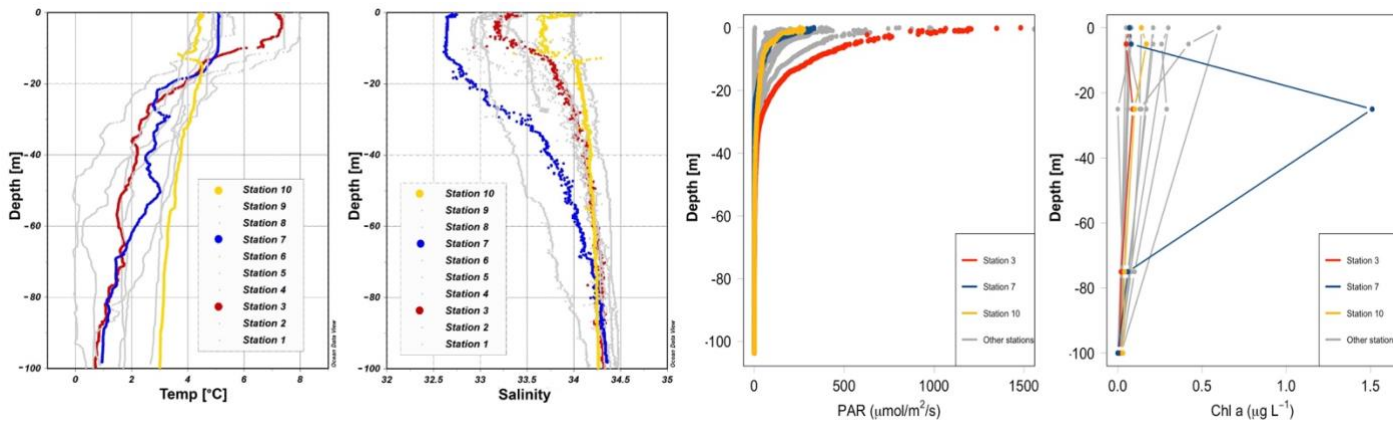 0
-20
-40
-60
-80
-100
Depth [m]
0 2 4 6 8
Temp [°C]
Station 10
Station 9
Station 8
Station 7
Station 6
Station 5
Station 4
Station 3
Station 2
Station 1
Ocean Data View
0
-20
-40
-60
-80
-100
Depth [m]
32 32.5 33 33.5 34 34.5 35
Salinity
Station 10
Station 9
Station 8
Station 7
Station 6
Station 5
Station 4
Station 3
Station 2
Station 1
Ocean Data View
0
-20
-40
-60
-80
-100
Depth [m]
0 500 1000 1500
PAR (μmol/m²/s)
Station 3
Station 7
Station 10
Other stations
0
-20
-40
-60
-80
-100
Depth [m]
0.0 0.5 1.0 1.5
Chl a (μg L⁻¹)
Station 3
Station 7
Station 10
Other stations